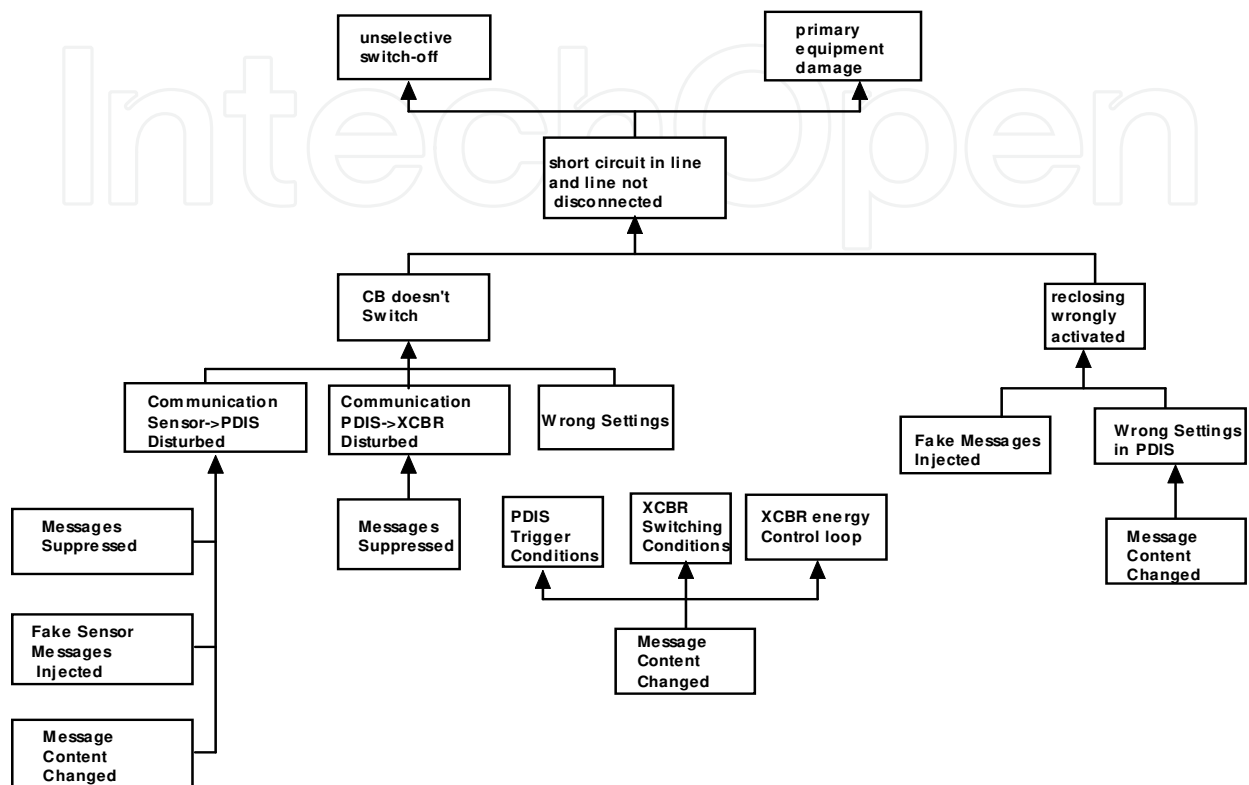 IntechOpen
unselective
switch-off
primary
equipment
damage
short circuit in line
and line not
disconnected
CB doesn't
Switch
reclosing
wrongly
activated
Communication
Sensor->PDIS
Disturbed
Communication
PDIS->XCBR
Disturbed
Wrong Settings
Fake Messages
Injected
Wrong Settings
in PDIS
Messages
Suppressed
Messages
Suppressed
PDIS
Trigger
Conditions
XCBR
Switching
Conditions
XCBR energy
Control loop
Message
Content
Changed
Fake Sensor
Messages
Injected
Message
Content
Changed
Message
Content
Changed